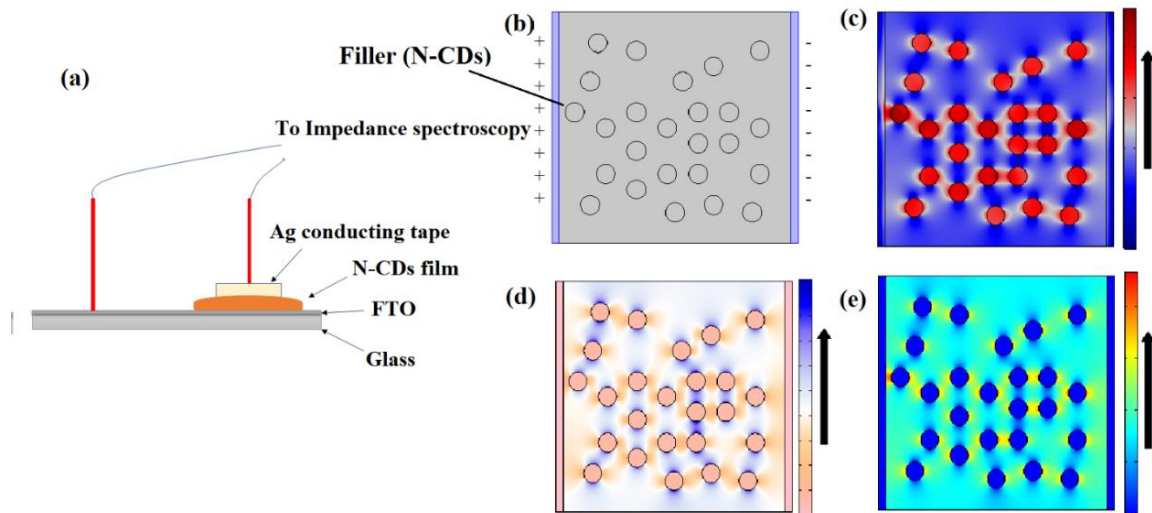 (a)
To Impedance spectroscopy
Ag conducting tape
N-CDs film
FTO
Glass
(b)
Filler (N-CDs)
+ -
+ -
+ -
+ -
+ -
+ -
+ -
+ -
(c)
(d)
(e)